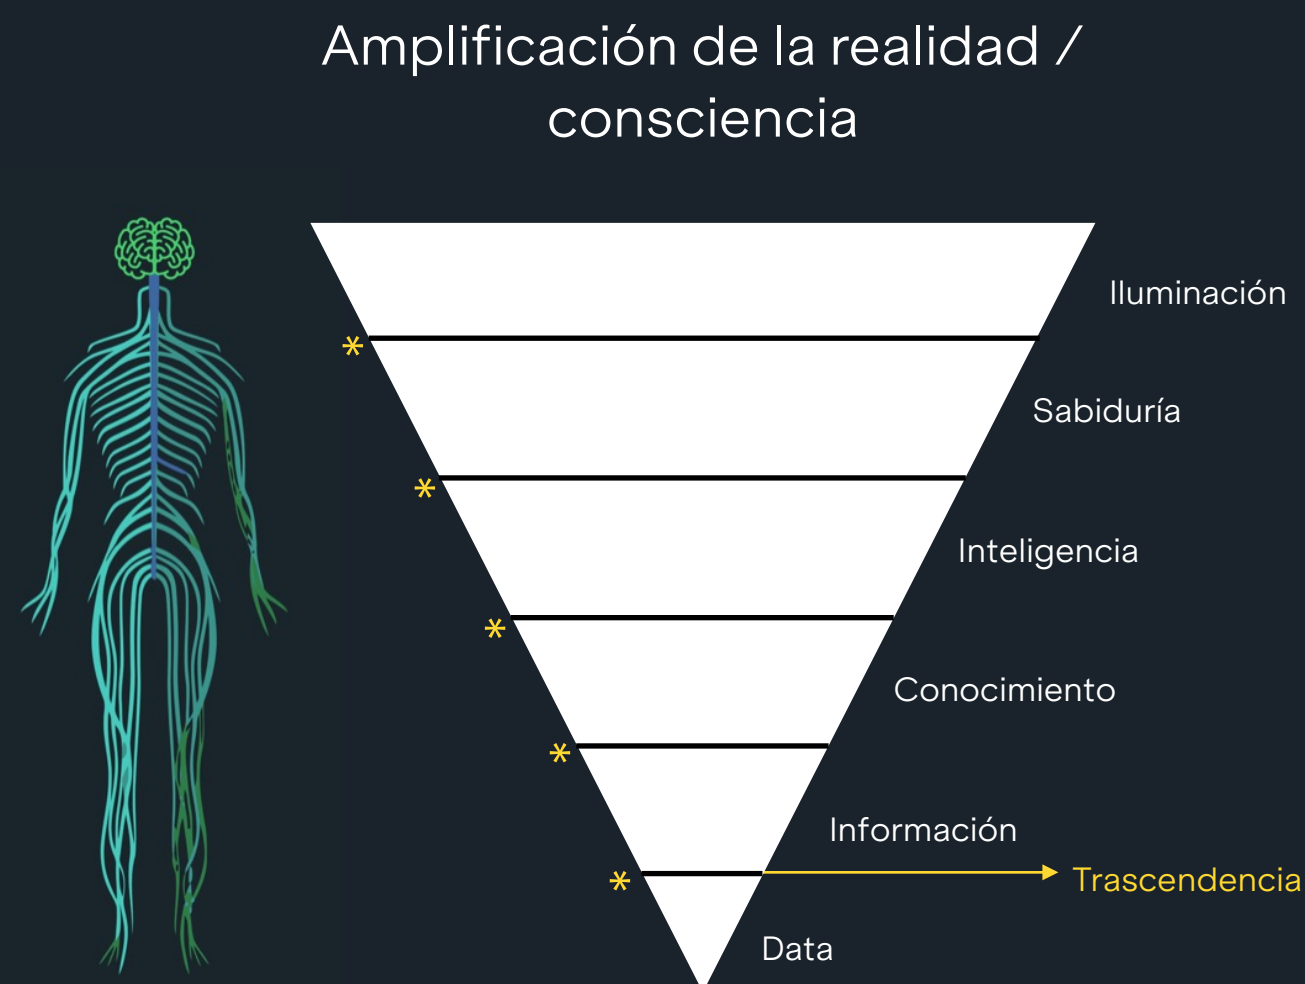 Amplificación de la realidad /
consciencia
Iluminación
*
Sabiduría
*
Inteligencia
*
Conocimiento
*
Información
*
Trascendencia
Data